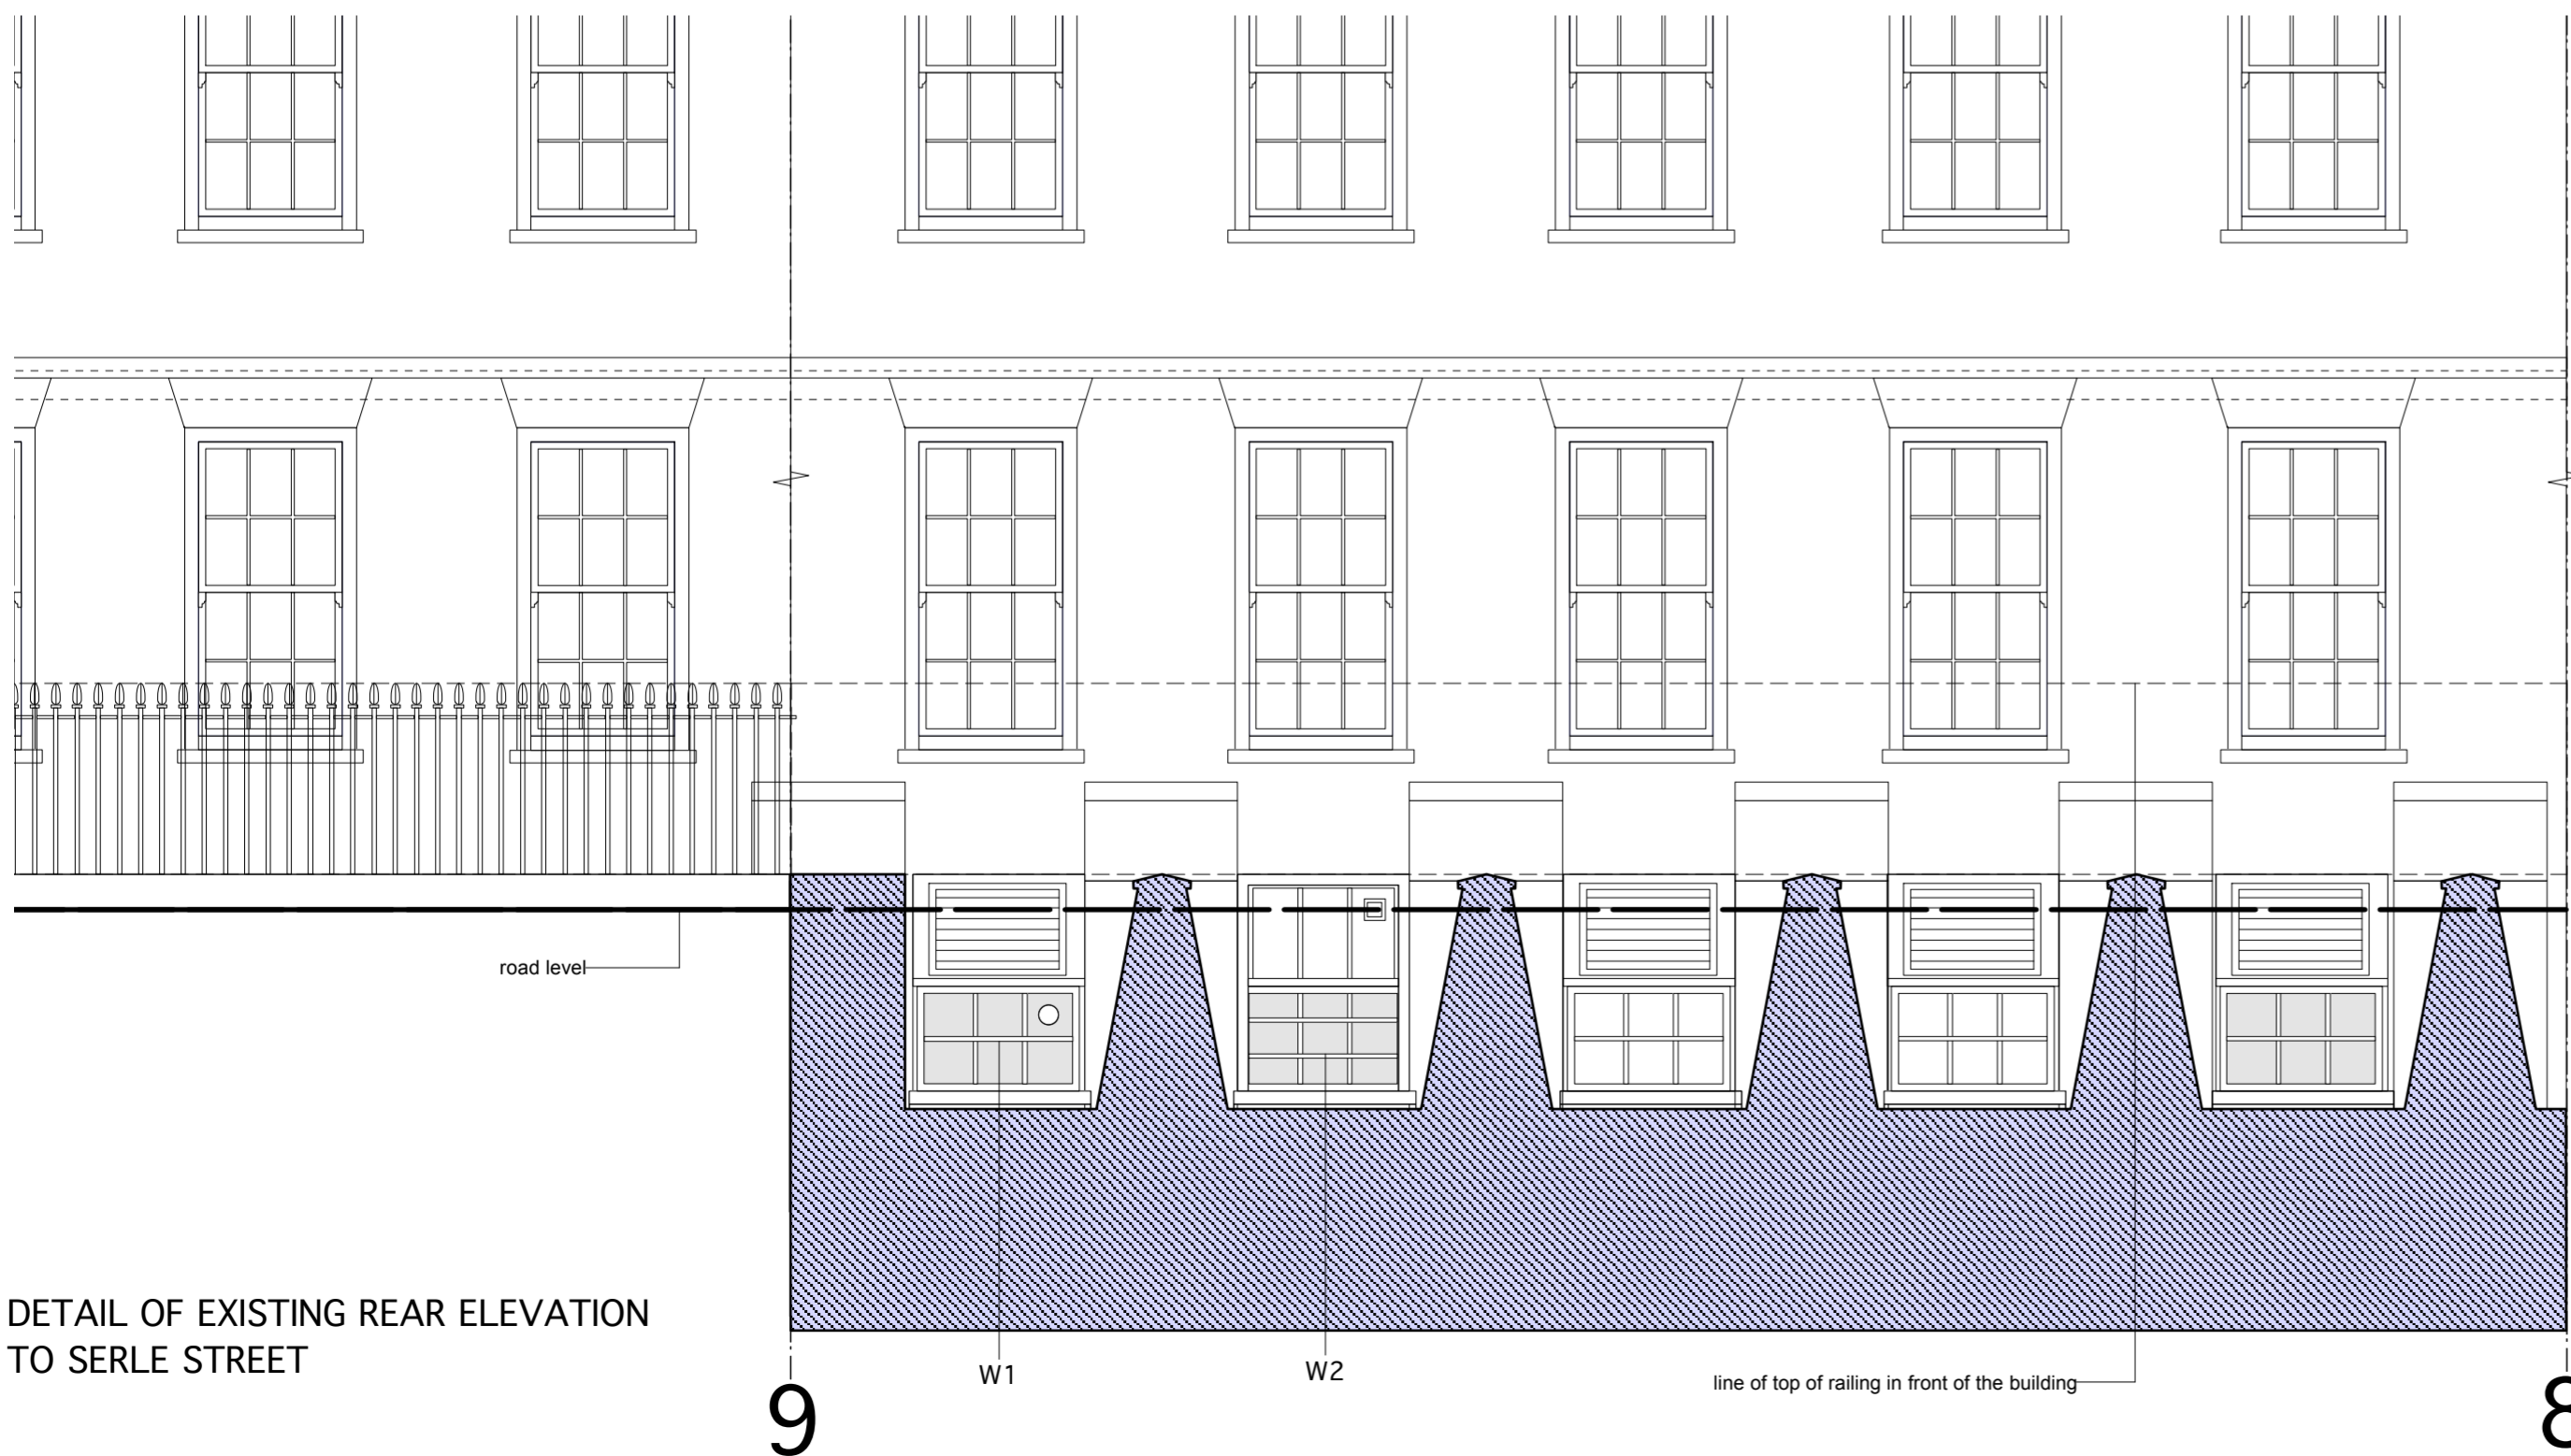 road level
DETAIL OF EXISTING REAR ELEVATION
TO SERLE STREET
W1
W2
line of top of railing in front of the building
9
8